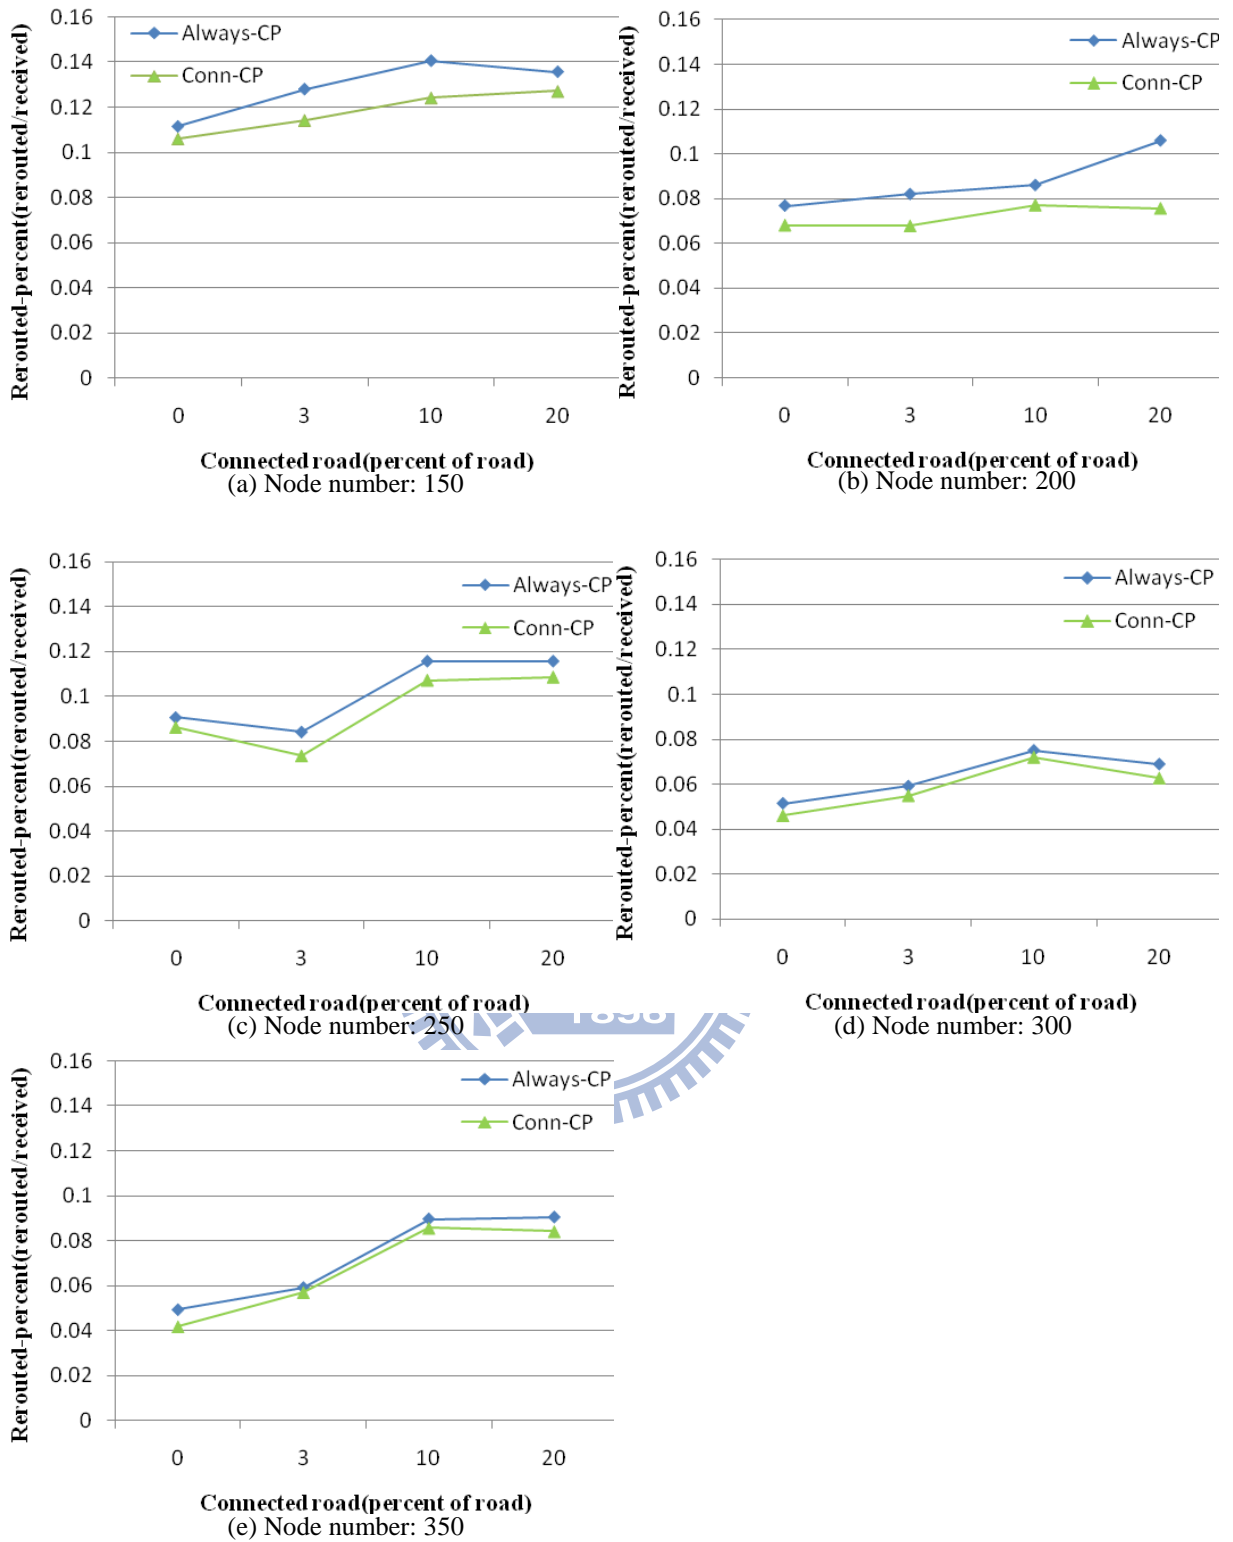 0.16
0.14
0.12
0.1
0.08
0.06
0.04
0.02
0
Always-CP
Conn-CP
Rerouted-percent(rerouted/received)
0 3 10 20
Connected road(percent of road)
(a) Node number: 150
0.16
0.14
0.12
0.1
0.08
0.06
0.04
0.02
0
Always-CP
Conn-CP
Rerouted-percent(rerouted/received)
0 3 10 20
Connected road(percent of road)
(b) Node number: 200
0.16
0.14
0.12
0.1
0.08
0.06
0.04
0.02
0
Always-CP
Conn-CP
Rerouted-percent(rerouted/received)
0 3 10 20
Connected road(percent of road)
(c) Node number: 250
0.16
0.14
0.12
0.1
0.08
0.06
0.04
0.02
0
Always-CP
Conn-CP
Rerouted-percent(rerouted/received)
0 3 10 20
Connected road(percent of road)
(d) Node number: 300
1898
0.16
0.14
0.12
0.1
0.08
0.06
0.04
0.02
0
Always-CP
Conn-CP
Rerouted-percent(rerouted/received)
0 3 10 20
Connected road(percent of road)
(e) Node number: 350